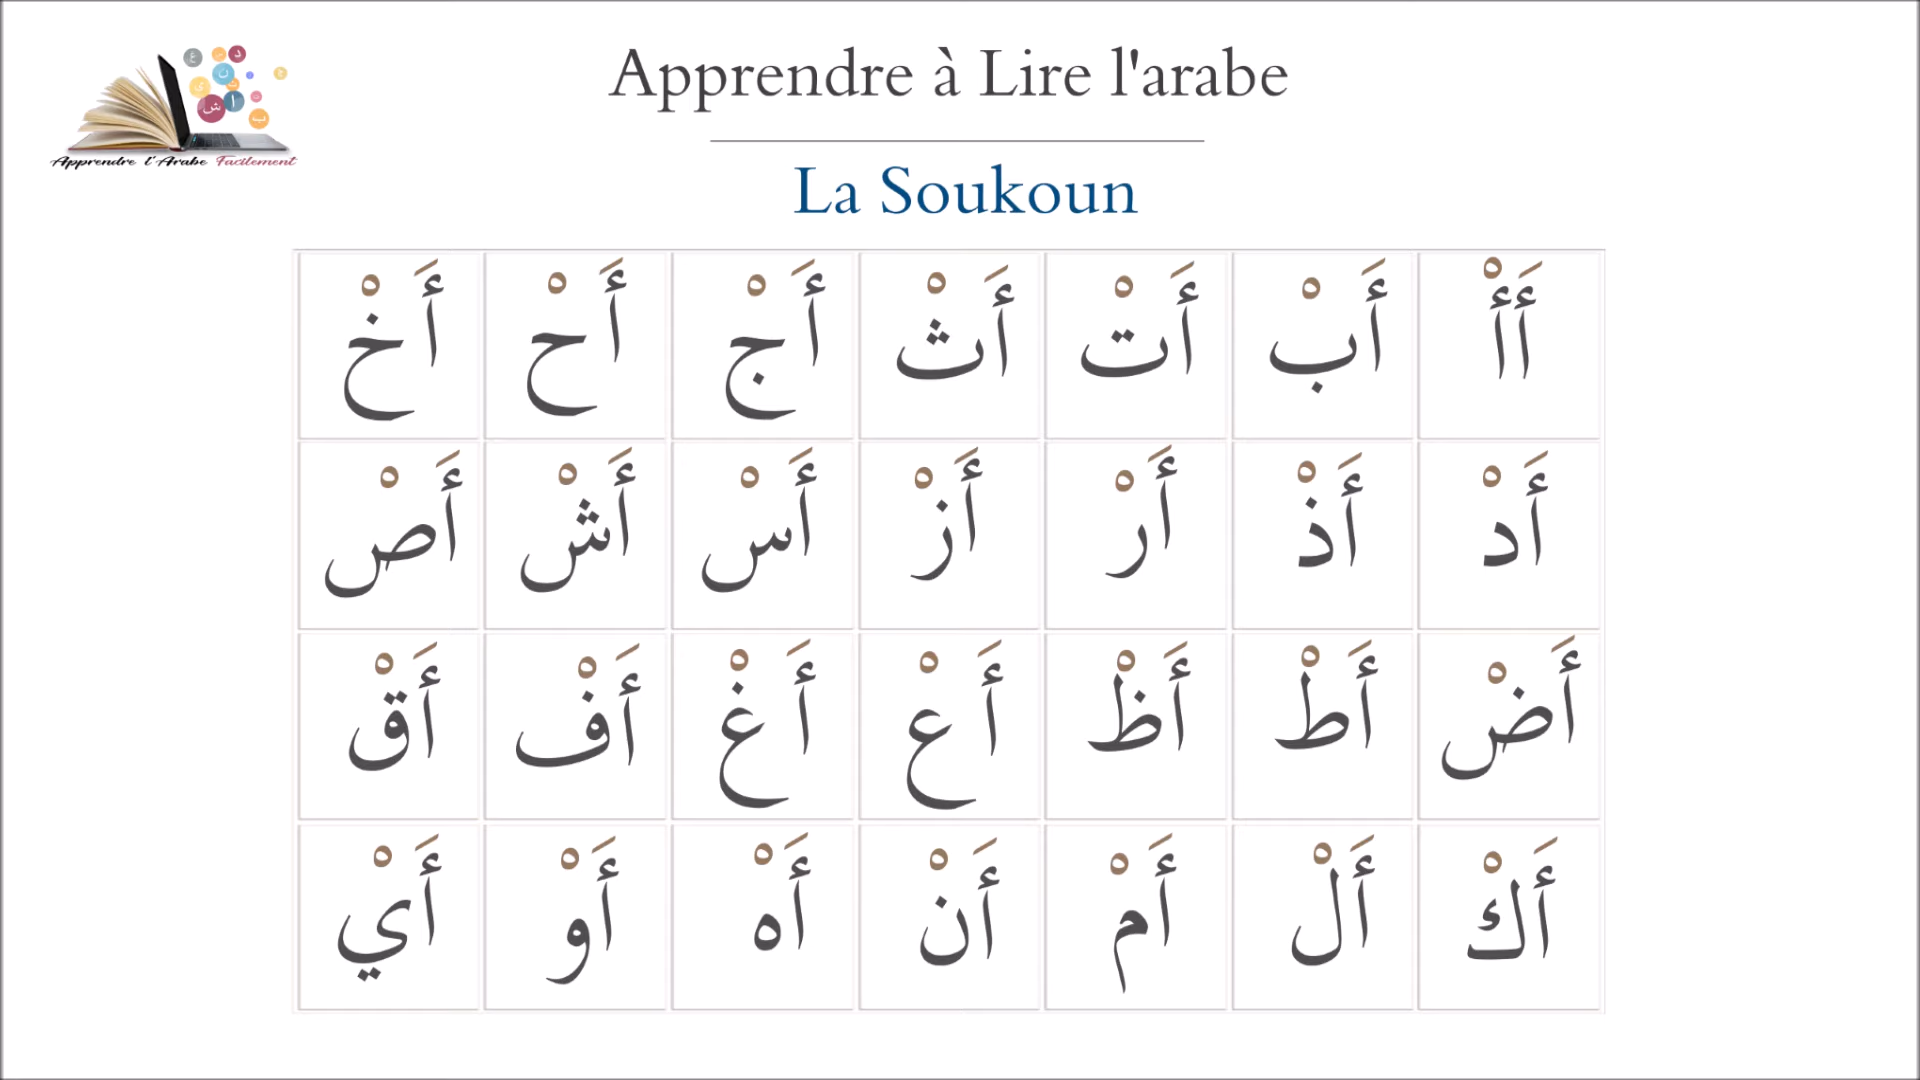 Apprendre à Lire l'arabe
Apprendre l'Arabe Facilement
La Soukoun
أَأْ أَبْ أَتْ أَثْ أَجْ أَحْ أَخْ
أَدْ أَذْ أَرْ أَزْ أَسْ أَشْ أَصْ
أَضْ أَطْ أَظْ أَعْ أَغْ أَفْ أَقْ
أَكْ أَلْ أَمْ أَنْ أَهْ أَوْ أَيْ